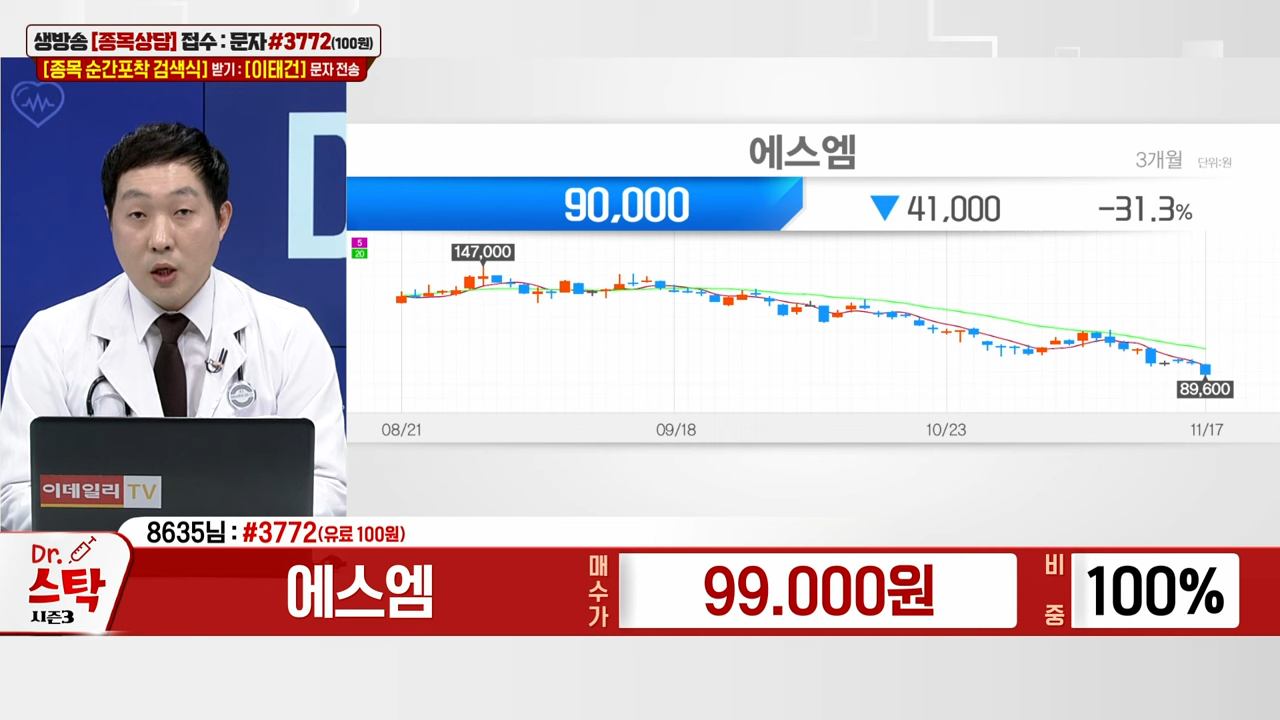 생방송 [종목상담] 접수 : 문자#3772(100원)
[종목 순간포착 검색식] 받기 : [이태건] 문자 전송
D
에스엠
3개월 단위:원
90,000 ▼ 41,000 -31.3%
5
20
147,000
89,600
08/21 09/18 10/23 11/17
이데일리 TV
8635님 : #3772(유료 100원)
Dr.
스탁
시즌3
에스엠 매수가 99.000원 비중 100%